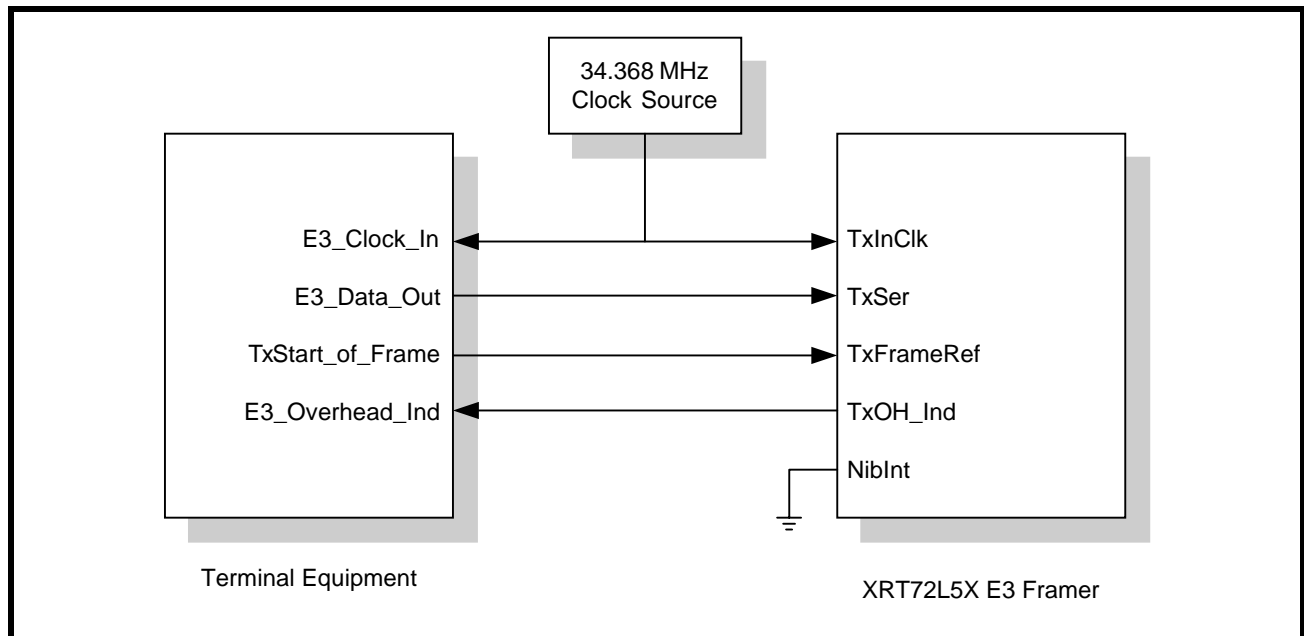 34.368 MHz
Clock Source
E3_Clock_In
TxInClk
E3_Data_Out
TxSer
TxStart_of_Frame
TxFrameRef
E3_Overhead_Ind
TxOH_Ind
NibInt
Terminal Equipment
XRT72L5X E3 Framer